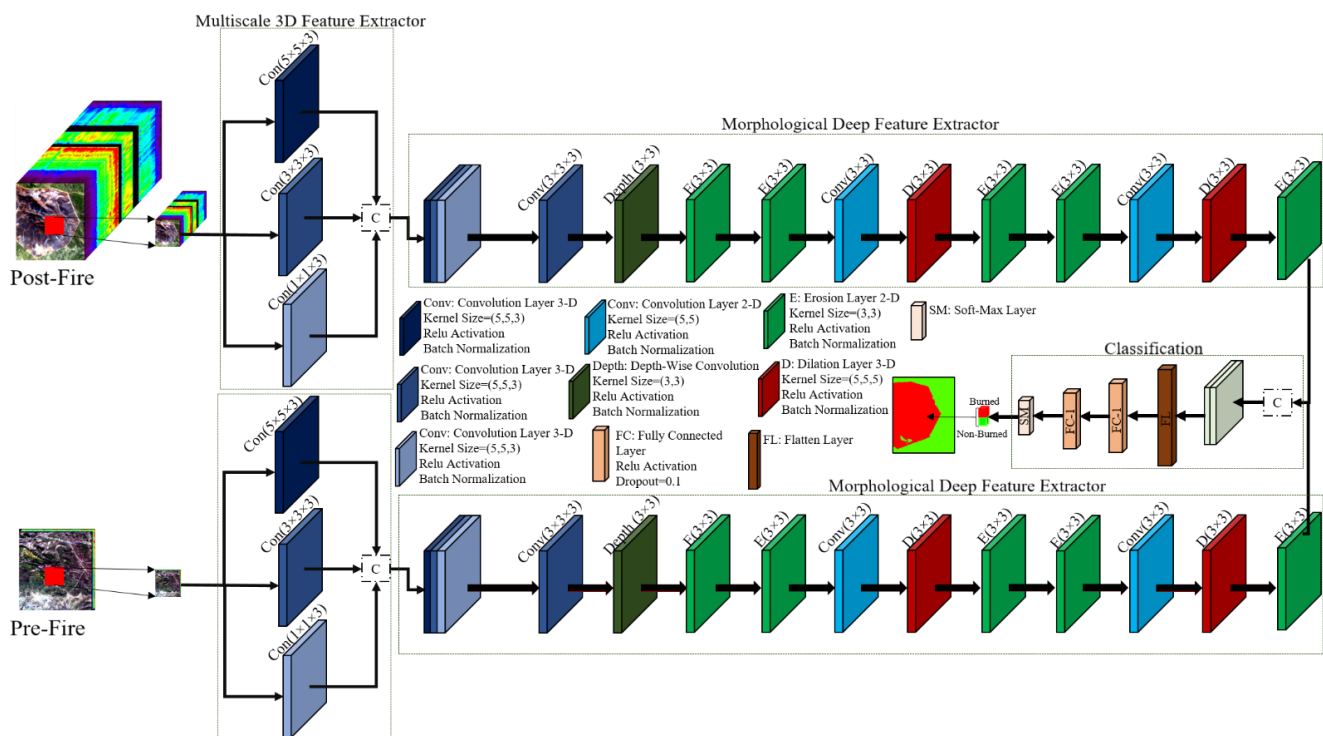 Multiscale 3D Feature Extractor
Con(5×5×3)
Con(3×3×3)
Con(1×1×3)
C
Post-Fire
Morphological Deep Feature Extractor
Conv(3×3×3)
Depth (3×3)
E(3×3)
E(3×3)
Conv(3×3)
D(3×3)
E(3×3)
E(3×3)
Conv(3×3)
D(3×3)
E(3×3)
Conv: Convolution Layer 3-D
Kernel Size=(5,5,3)
Relu Activation
Batch Normalization
Conv: Convolution Layer 2-D
Kernel Size=(5,5)
Relu Activation
Batch Normalization
E: Erosion Layer 2-D
Kernel Size=(3,3)
Relu Activation
Batch Normalization
SM: Soft-Max Layer
Conv: Convolution Layer 3-D
Kernel Size=(5,5,3)
Relu Activation
Batch Normalization
Depth: Depth-Wise Convolution
Kernel Size=(3,3)
Relu Activation
Batch Normalization
D: Dilation Layer 3-D
Kernel Size=(5,5,5)
Relu Activation
Batch Normalization
Conv: Convolution Layer 3-D
Kernel Size=(5,5,3)
Relu Activation
Batch Normalization
FC: Fully Connected
Layer
Relu Activation
Dropout=0.1
FL: Flatten Layer
Classification
C
FL
FC-1
FC-1
SM
Burned
Non-Burned
Con(5×5×3)
Con(3×3×3)
Con(1×1×3)
C
Pre-Fire
Morphological Deep Feature Extractor
Conv(3×3×3)
Depth (3×3)
E(3×3)
E(3×3)
Conv(3×3)
D(3×3)
E(3×3)
E(3×3)
Conv(3×3)
D(3×3)
E(3×3)